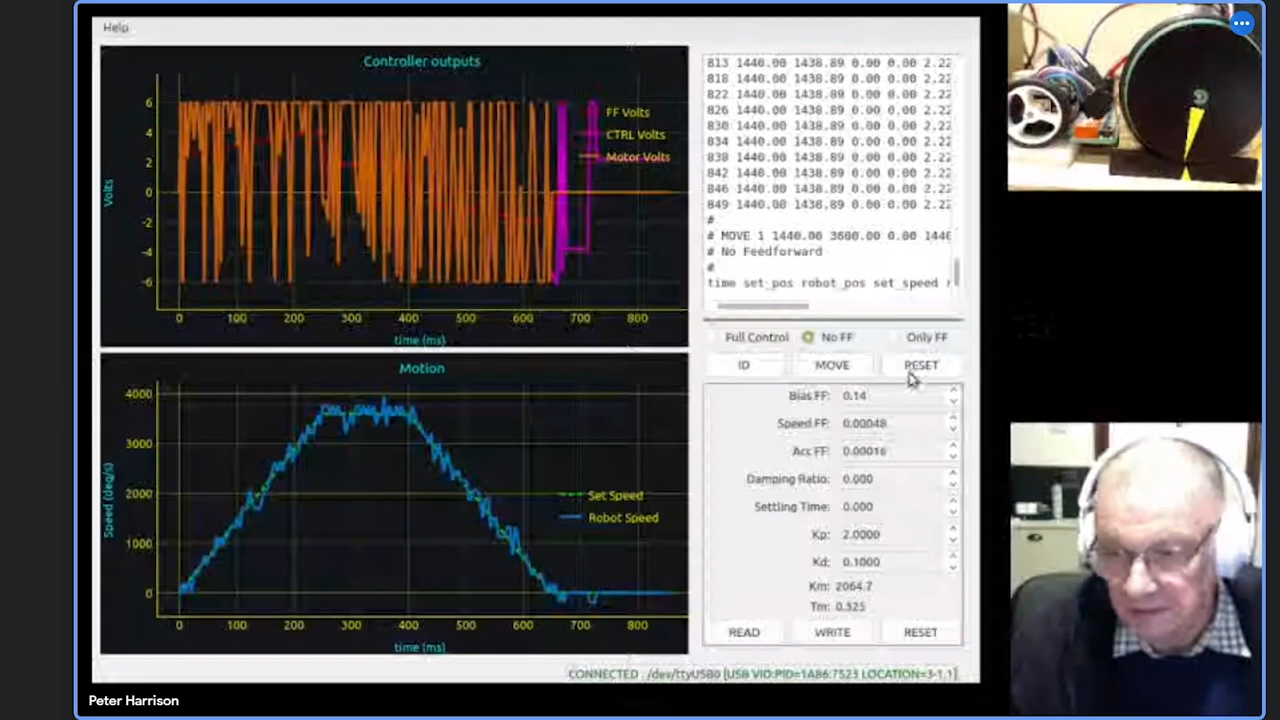 Help
Controller outputs
6
4
2
0
-2
-4
-6
Volts
FF Volts
CTRL Volts
Motor Volts
0 100 200 300 400 500 600 700 800
time (ms)
Motion
4000
3000
2000
1000
0
Speed (deg/s)
Set Speed
Robot Speed
0 100 200 300 400 500 600 700 800
time (ms)
813 1440.00 1438.89 0.00 0.00 2.22
818 1440.00 1438.89 0.00 0.00 2.22
822 1440.00 1438.89 0.00 0.00 2.22
826 1440.00 1438.89 0.00 0.00 2.22
830 1440.00 1438.89 0.00 0.00 2.22
834 1440.00 1438.89 0.00 0.00 2.22
838 1440.00 1438.89 0.00 0.00 2.22
842 1440.00 1438.89 0.00 0.00 2.22
846 1440.00 1438.89 0.00 0.00 2.22
849 1440.00 1438.89 0.00 0.00 2.22
#
# MOVE 1 1440.00 3600.00 0.00 1440
# No Feedforward
#
time set_pos robot_pos set_speed
Full Control No FF Only FF
ID MOVE RESET
Bias FF: 0.14
Speed FF: 0.00048
Acc FF: 0.00016
Damping Ratio: 0.000
Settling Time: 0.000
Kp: 2.0000
Kd: 0.1000
Km: 2064.7
Tm: 0.325
READ WRITE RESET
CONNECTED /dev/ttyUSB0 [USB VID:PID=1A86:7523 LOCATION=3-1.1]
Peter Harrison